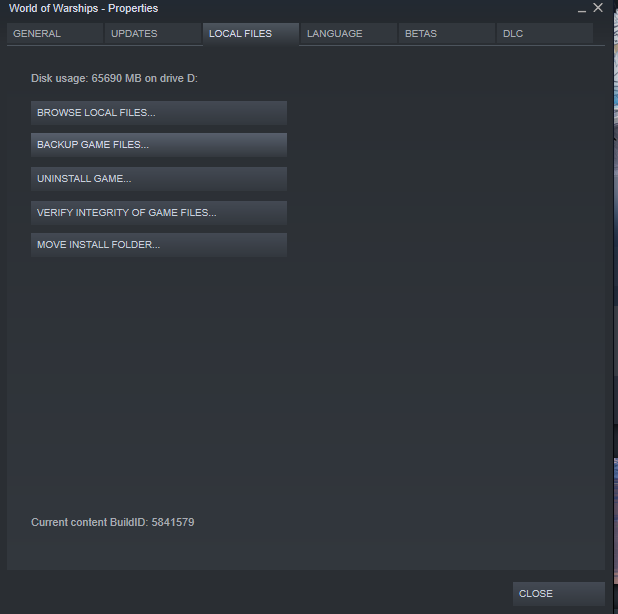 World of Warships - Properties
GENERAL UPDATES LOCAL FILES LANGUAGE BETAS DLC
Disk usage: 65690 MB on drive D:
BROWSE LOCAL FILES...
BACKUP GAME FILES...
UNINSTALL GAME...
VERIFY INTEGRITY OF GAME FILES...
MOVE INSTALL FOLDER...
Current content BuildID: 5841579
CLOSE